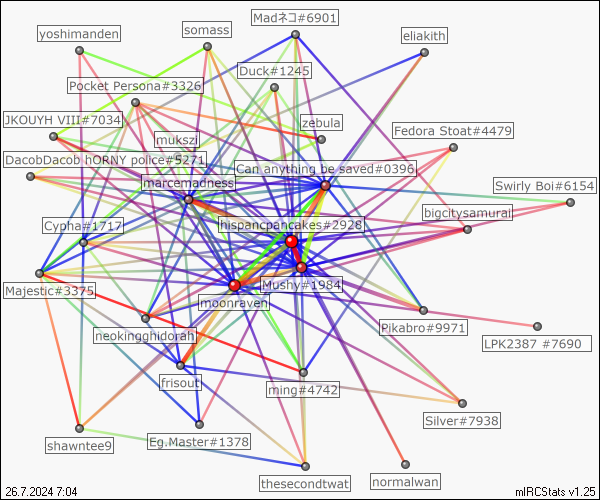 Madネコ#6901
somass
yoshimanden
eliakith
Duck#1245
Pocket Persona#3326
JKOUYH VIII#7034
zebula
Fedora Stoat#4479
mukszi
DacobDacob hORNY police#5271
Can anything be saved#0396
marcemadness
Swirly Boi#6154
bigcitysamurai
Cypha#1717
hispancpancakes#2928
Majestic#3375
Mushy#1984
moonraven
Pikabro#9971
neokingghidorah
LPK2387 #7690
frisout
ming#4742
Silver#7938
shawntee9
Eg.Master#1378
thesecondtwat
normalwan
26.7.2024 7:04
mIRCStats v1.25